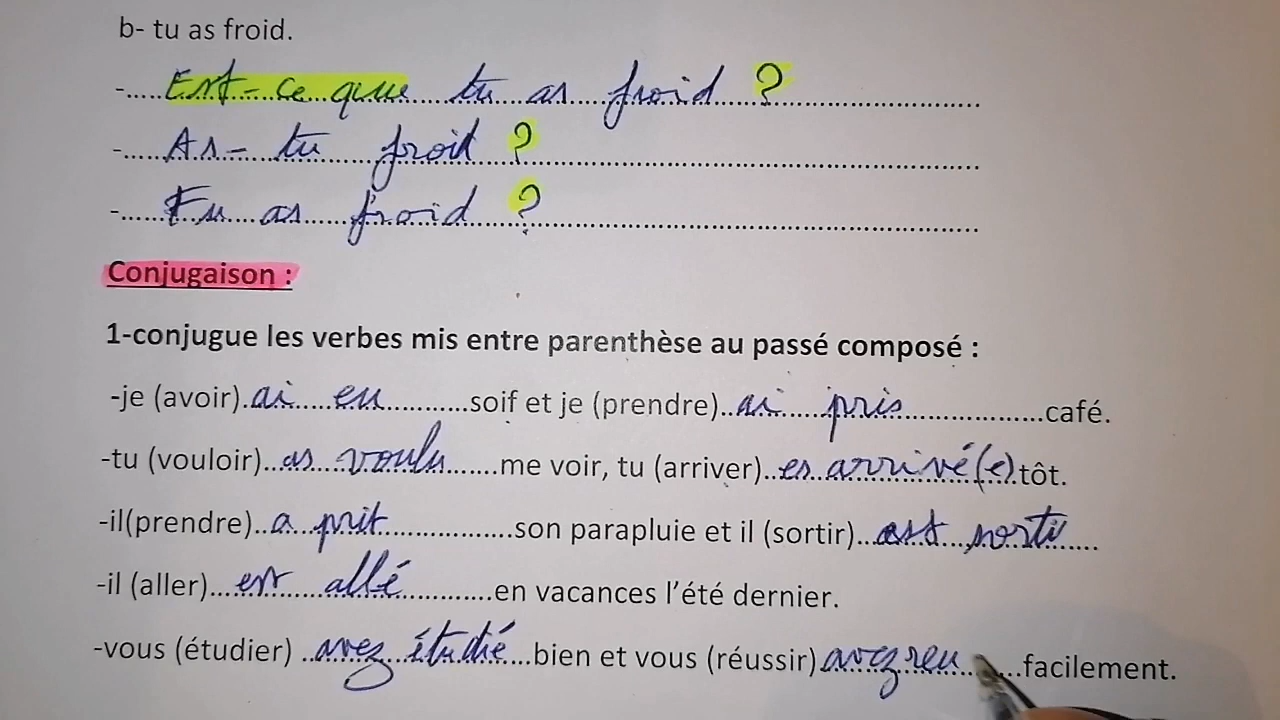 b- tu as froid.
-.....Est-ce que tu as froid ?
-.....As-tu froid ?
-.....Tu as froid ?
Conjugaison :
1-conjugue les verbes mis entre parenthèse au passé composé :
-je (avoir).ai eu...........soif et je (prendre)..ai pris.................café.
-tu (vouloir)..as voulu.......me voir, tu (arriver)..es arrivé(e).tôt.
-il(prendre)..a prit..............son parapluie et il (sortir)...est sorti....
-il (aller)...est allé...........en vacances l'été dernier.
-vous (étudier) ..avez étudié...bien et vous (réussir) avez reu.......facilement.